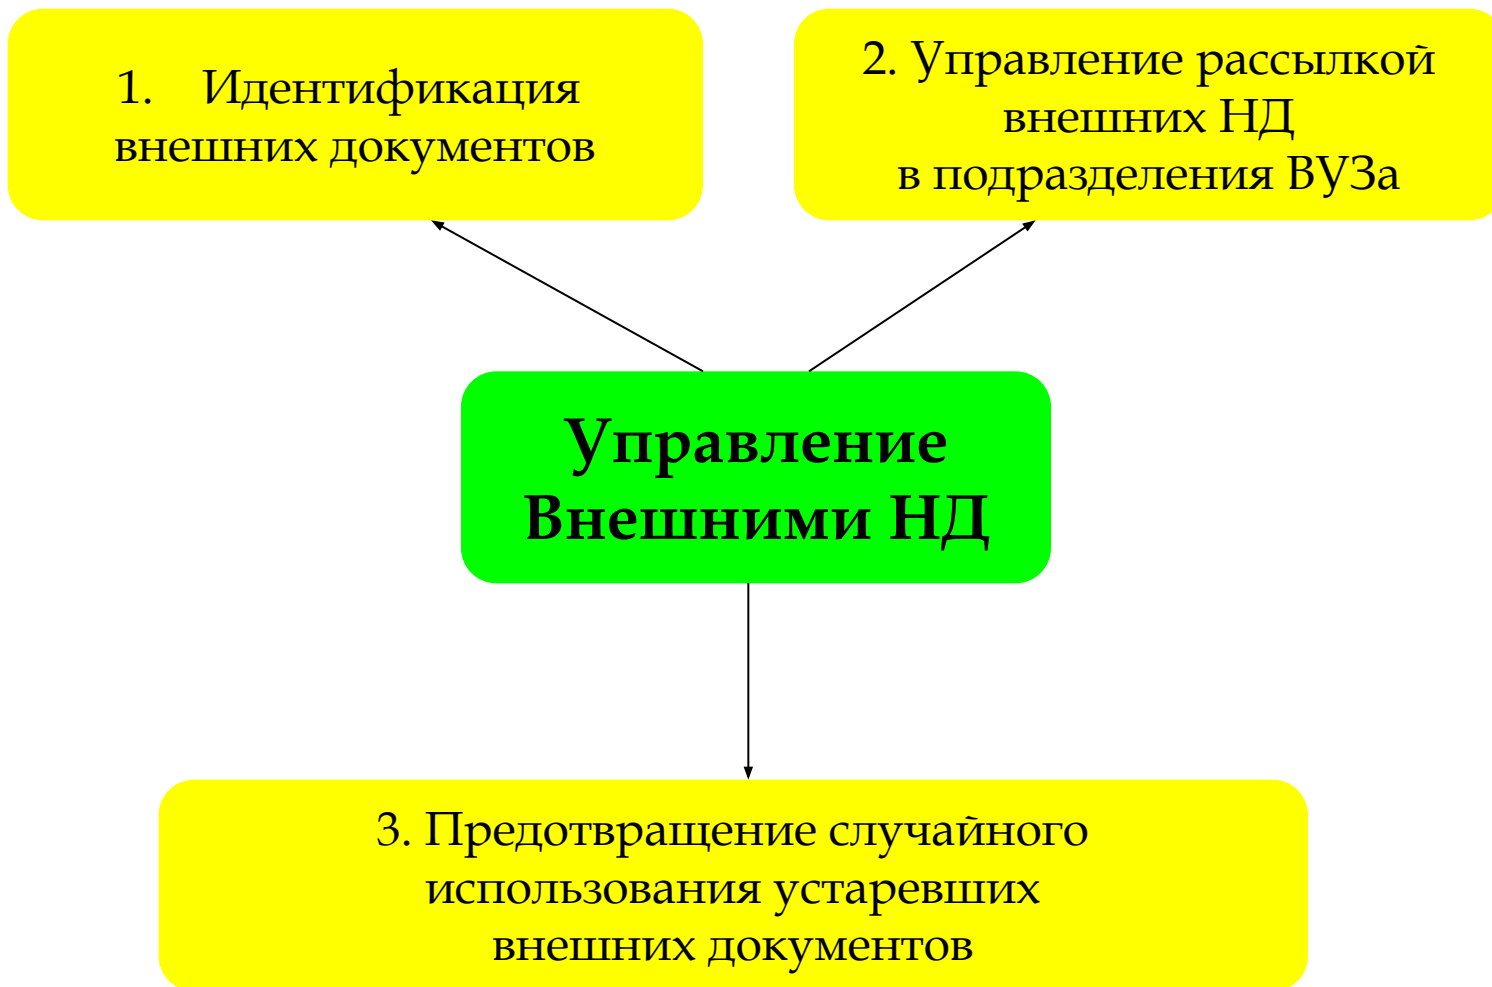 1. Идентификация
внешних документов
2. Управление рассылкой
внешних НД
в подразделения ВУЗа
Управление
Внешними НД
3. Предотвращение случайного
использования устаревших
внешних документов